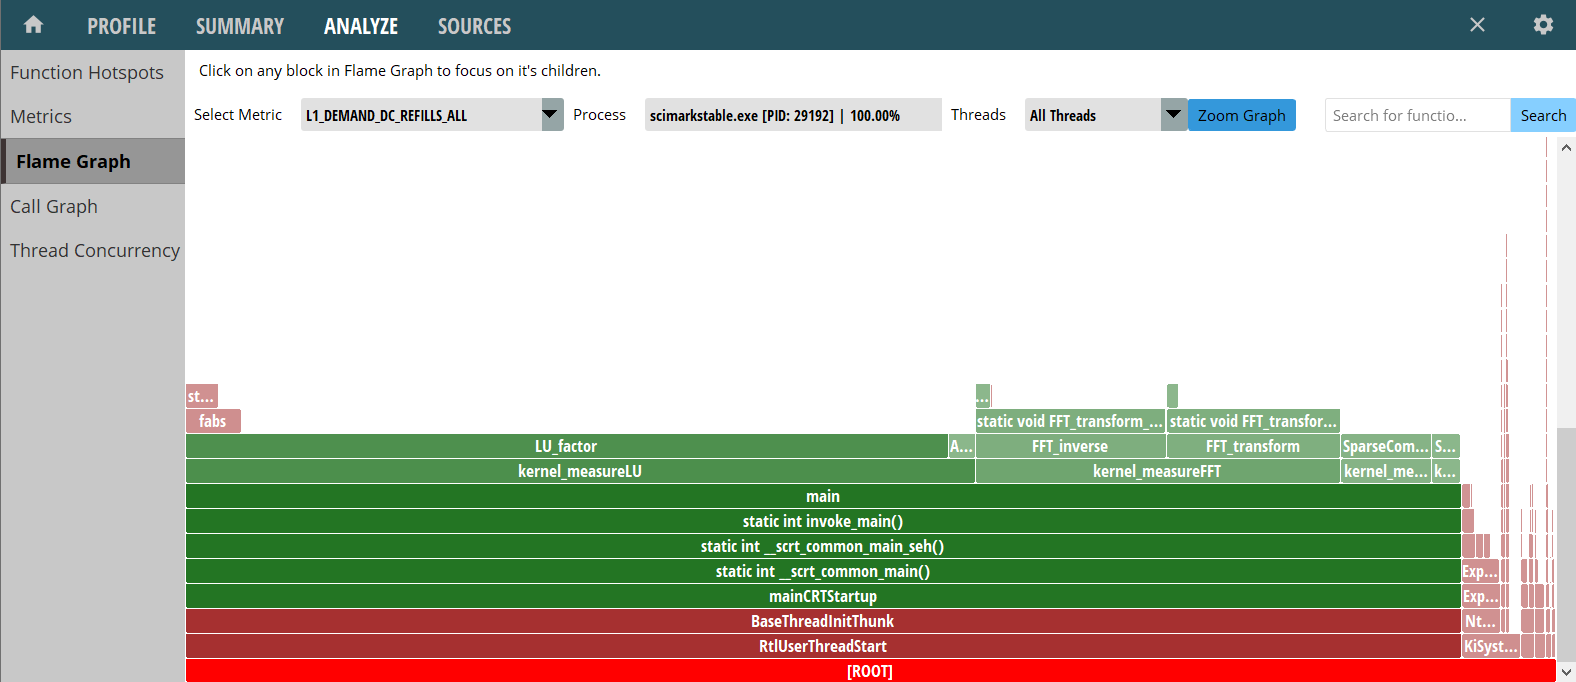 PROFILE SUMMARY ANALYZE SOURCES
Function Hotspots
Metrics
Flame Graph
Call Graph
Thread Concurrency
Click on any block in Flame Graph to focus on it's children.
Select Metric L1_DEMAND_DC_REFILLS_ALL Process scimarkstable.exe [PID: 29192] | 100.00% Threads All Threads Zoom Graph Search for functio... Search
st... ...
fabs static void FFT_transform_... static void FFT_transfor...
LU_factor A... FFT_inverse FFT_transform SparseCom... S...
kernel_measureLU kernel_measureFFT kernel_me... k...
main
static int invoke_main()
static int __scrt_common_main_seh()
static int __scrt_common_main() Exp...
mainCRTStartup Exp...
BaseThreadInitThunk Nt...
RtlUserThreadStart KiSyst...
[ROOT]